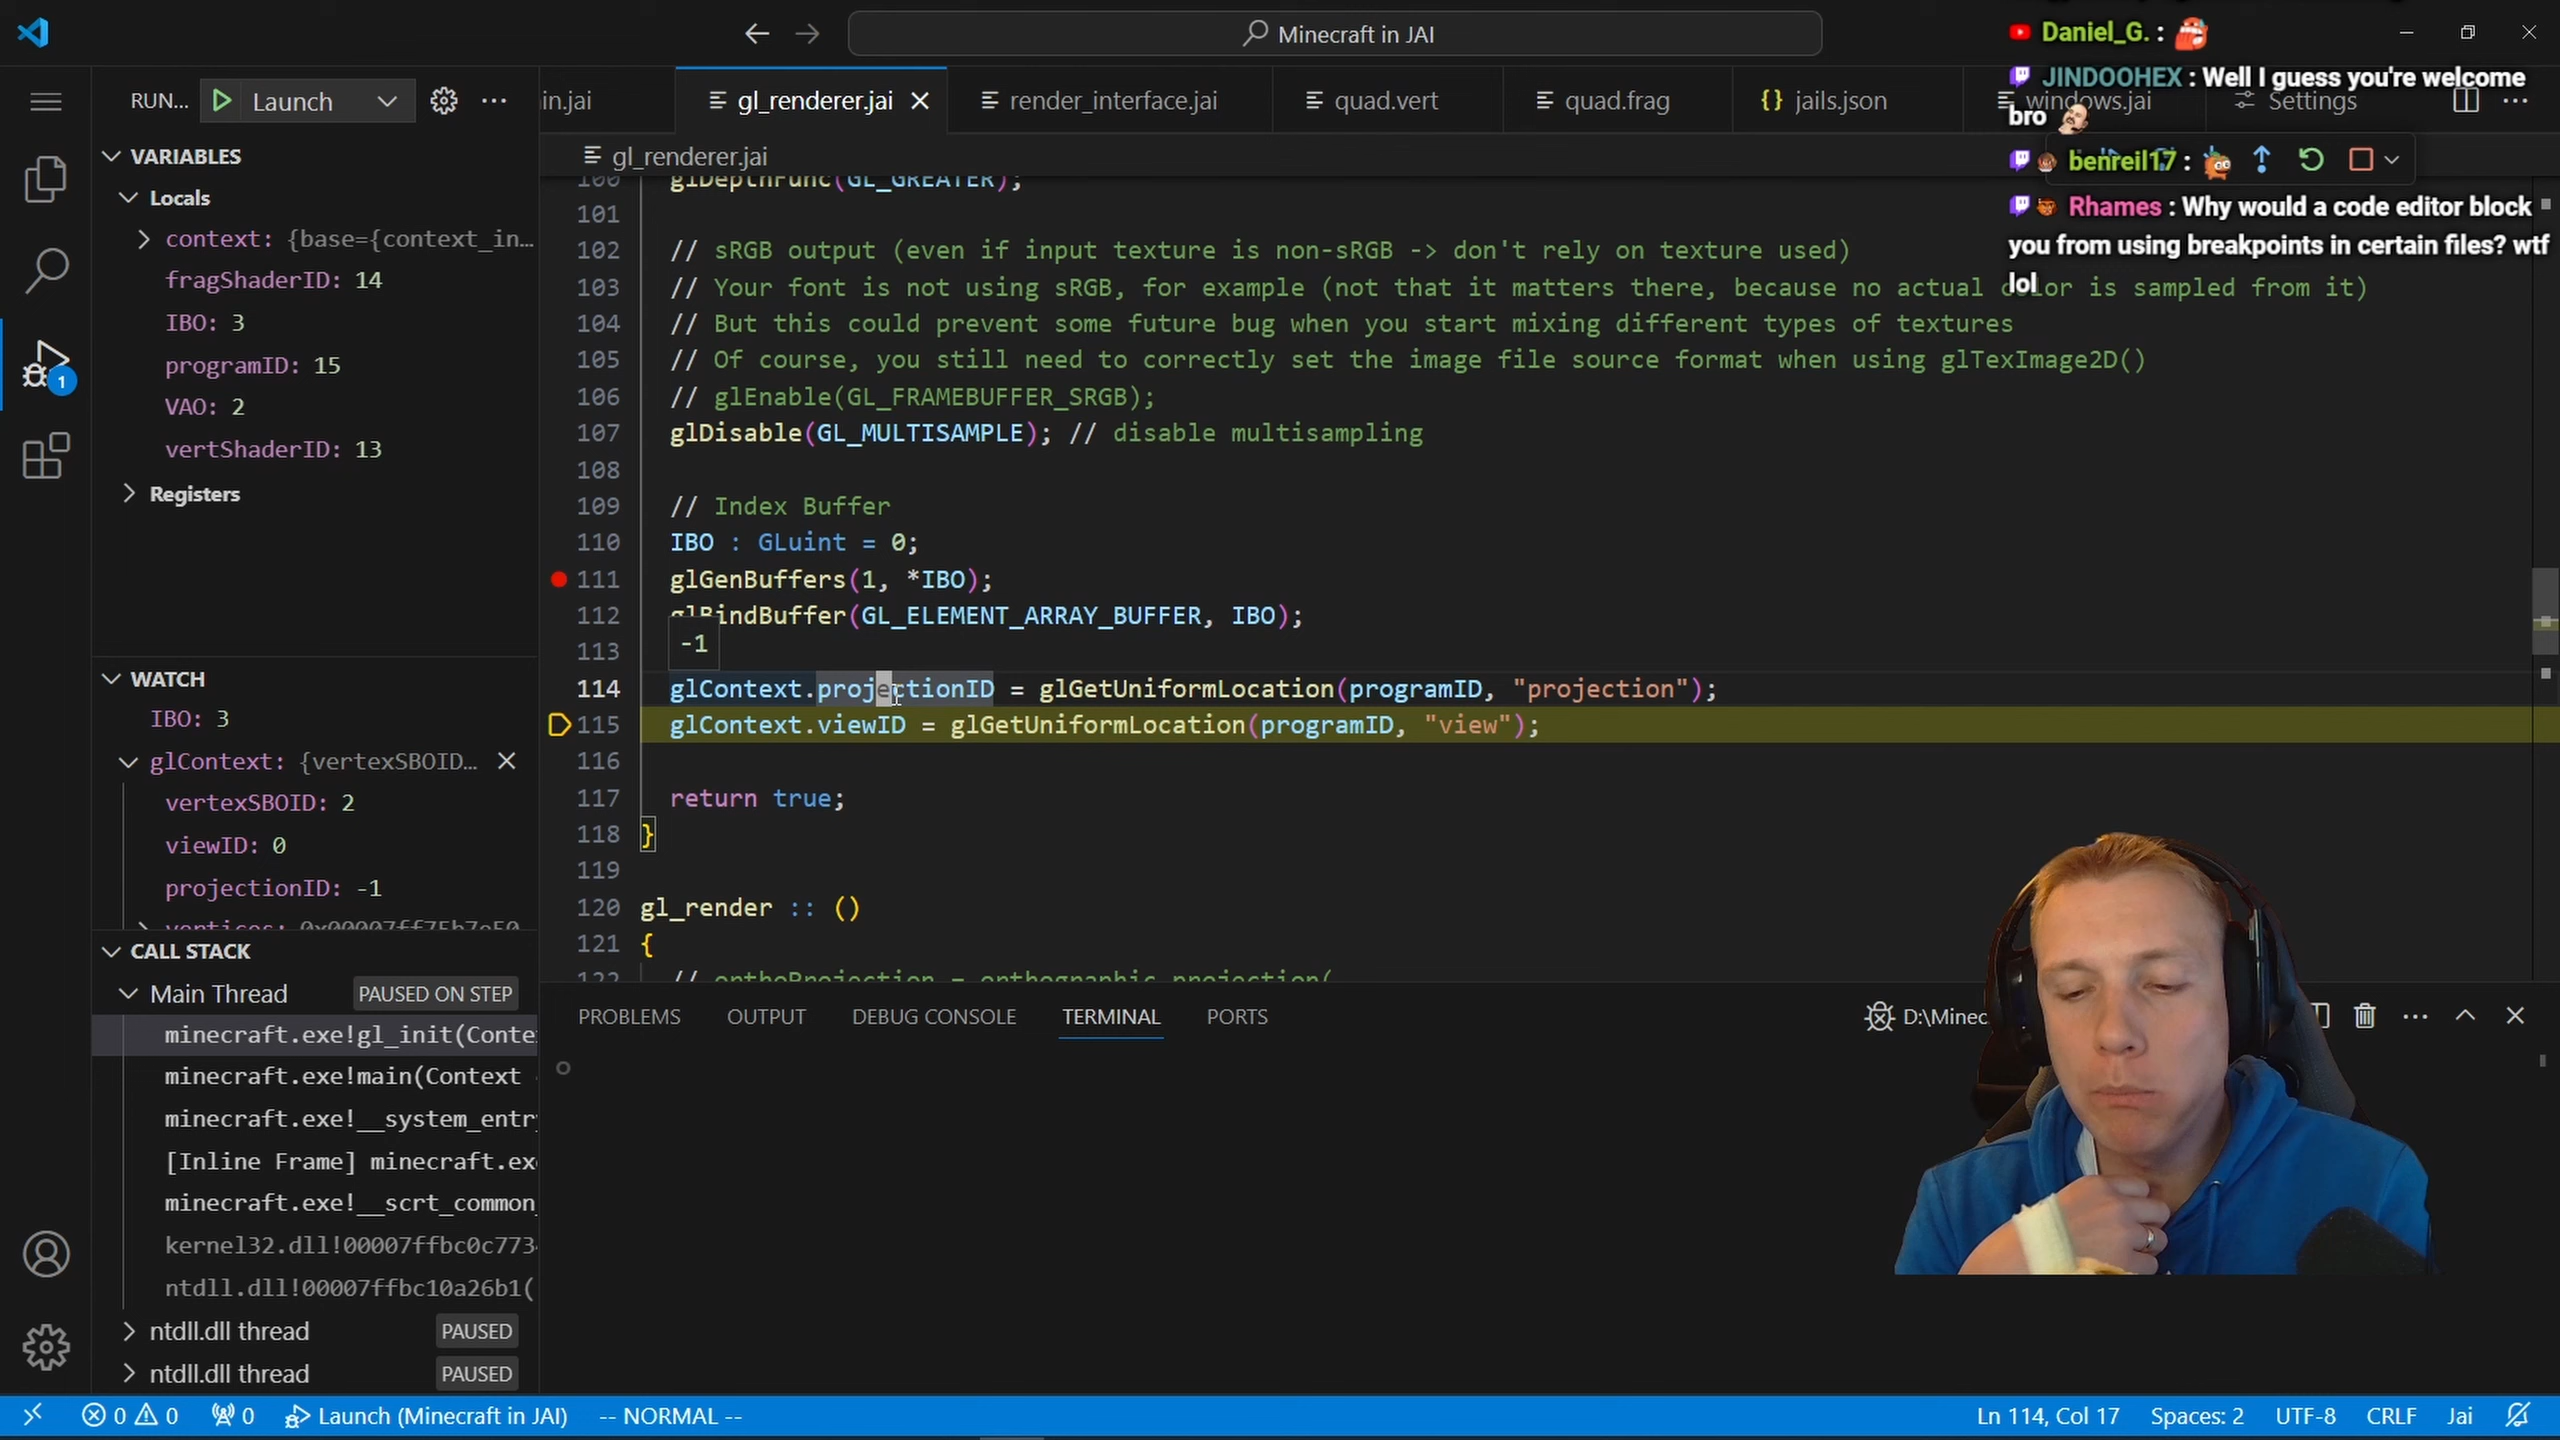 Minecraft in JAI
Daniel_G. :
JINDOOHEX : Well I guess you're welcome
bro
benreil17 :
Rhames : Why would a code editor block
you from using breakpoints in certain files? wtf
lol
RUN... Launch
in.jai
gl_renderer.jai
render_interface.jai
quad.vert
quad.frag
{} jails.json
windows.jai
Settings
gl_renderer.jai
VARIABLES
Locals
context: {base={context_in...
fragShaderID: 14
IBO: 3
programID: 15
VAO: 2
vertShaderID: 13
Registers
WATCH
IBO: 3
glContext: {vertexSBOID...
vertexSBOID: 2
viewID: 0
projectionID: -1
vertices: 0x00007ff75b7e50
CALL STACK
Main Thread PAUSED ON STEP
minecraft.exe!gl_init(Conte
minecraft.exe!main(Context
minecraft.exe!__system_entr
[Inline Frame] minecraft.ex
minecraft.exe!__scrt_common_
kernel32.dll!00007ffbc0c773
ntdll.dll!00007ffbc10a26b1(
ntdll.dll thread PAUSED
ntdll.dll thread PAUSED
1
100 glDepthFunc(GL_GREATER);
101
102 // sRGB output (even if input texture is non-sRGB -> don't rely on texture used)
103 // Your font is not using sRGB, for example (not that it matters there, because no actual color is sampled from it)
104 // But this could prevent some future bug when you start mixing different types of textures
105 // Of course, you still need to correctly set the image file source format when using glTexImage2D()
106 // glEnable(GL_FRAMEBUFFER_SRGB);
107 glDisable(GL_MULTISAMPLE); // disable multisampling
108
109 // Index Buffer
110 IBO : GLuint = 0;
111 glGenBuffers(1, *IBO);
112 glBindBuffer(GL_ELEMENT_ARRAY_BUFFER, IBO);
-1
113
114 glContext.projectionID = glGetUniformLocation(programID, "projection");
115 glContext.viewID = glGetUniformLocation(programID, "view");
116
117 return true;
118 }
119
120 gl_render :: ()
121 {
122 // orthoProjection = orthographic_projection(
PROBLEMS OUTPUT DEBUG CONSOLE TERMINAL PORTS
D:\Minec
0 0 0 Launch (Minecraft in JAI) -- NORMAL --
Ln 114, Col 17 Spaces: 2 UTF-8 CRLF Jai